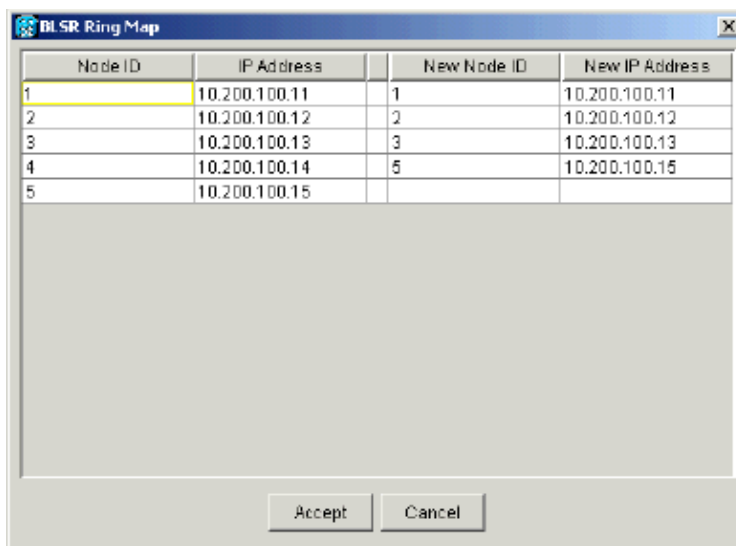 BLSR Ring Map
Node ID IP Address New Node ID New IP Address
1 10.200.100.11 1 10.200.100.11
2 10.200.100.12 2 10.200.100.12
3 10.200.100.13 3 10.200.100.13
4 10.200.100.14 5 10.200.100.15
5 10.200.100.15
Accept Cancel